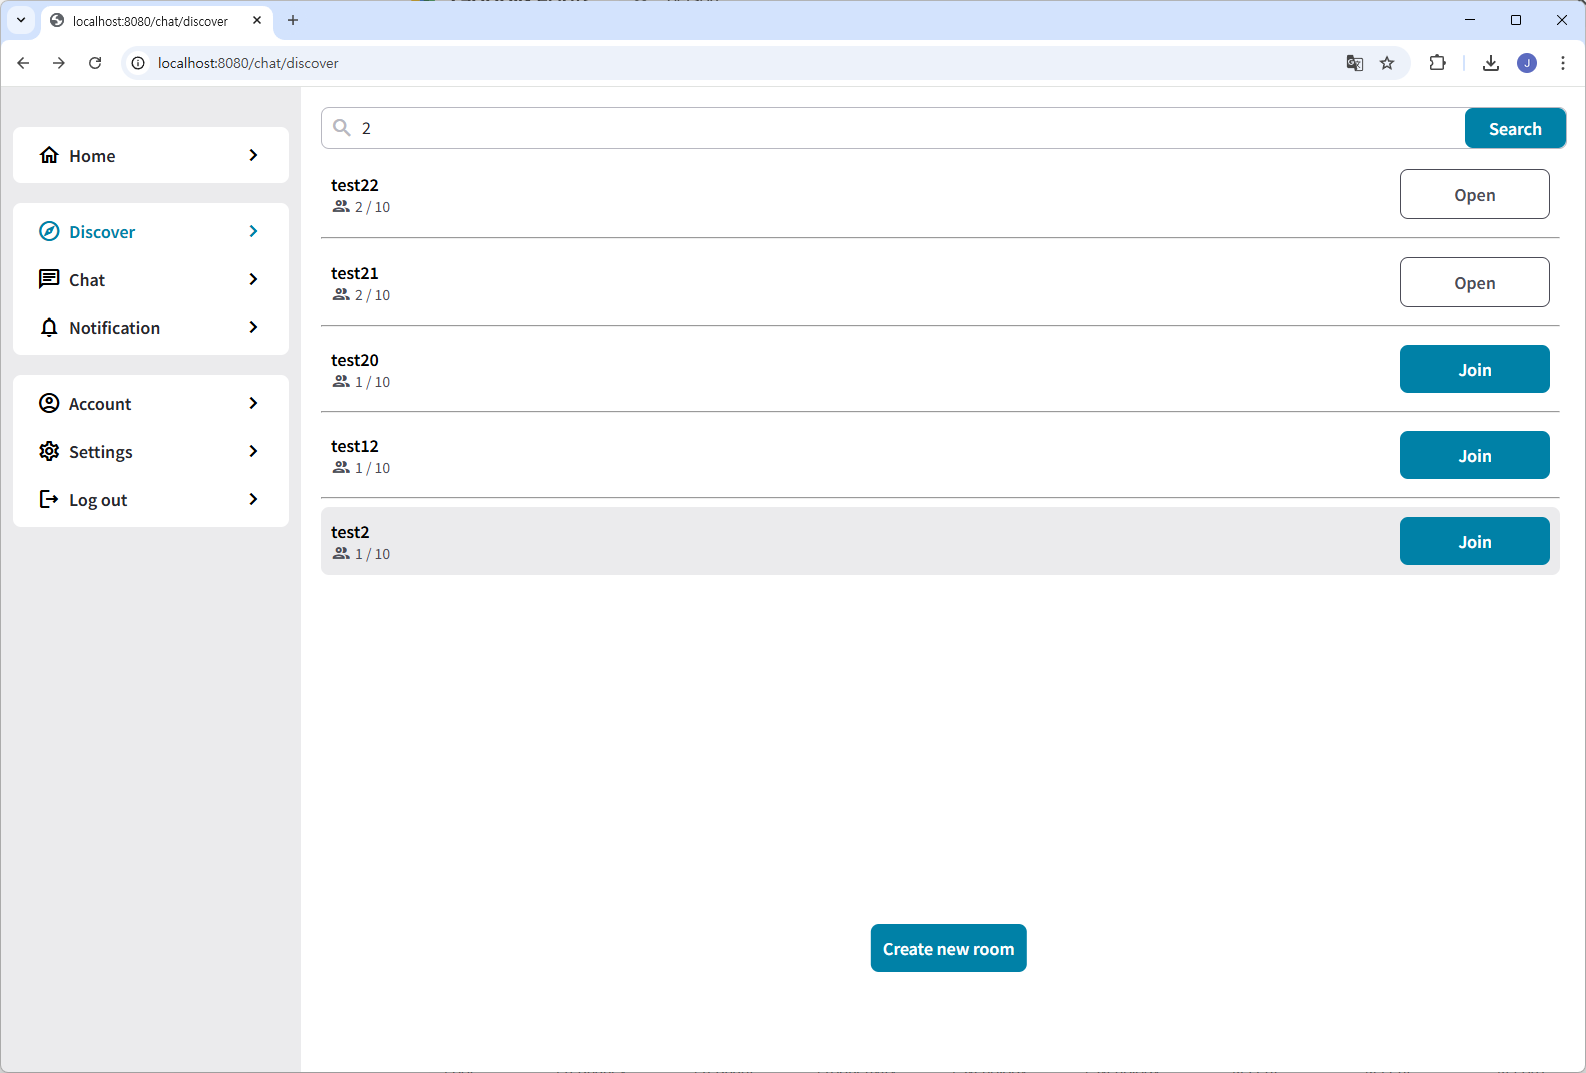 localhost:8080/chat/discover
localhost:8080/chat/discover
J
Home
Discover
Chat
Notification
Account
Settings
Log out
2
Search
test22
2 / 10
Open
test21
2 / 10
Open
test20
1 / 10
Join
test12
1 / 10
Join
test2
1 / 10
Join
Create new room